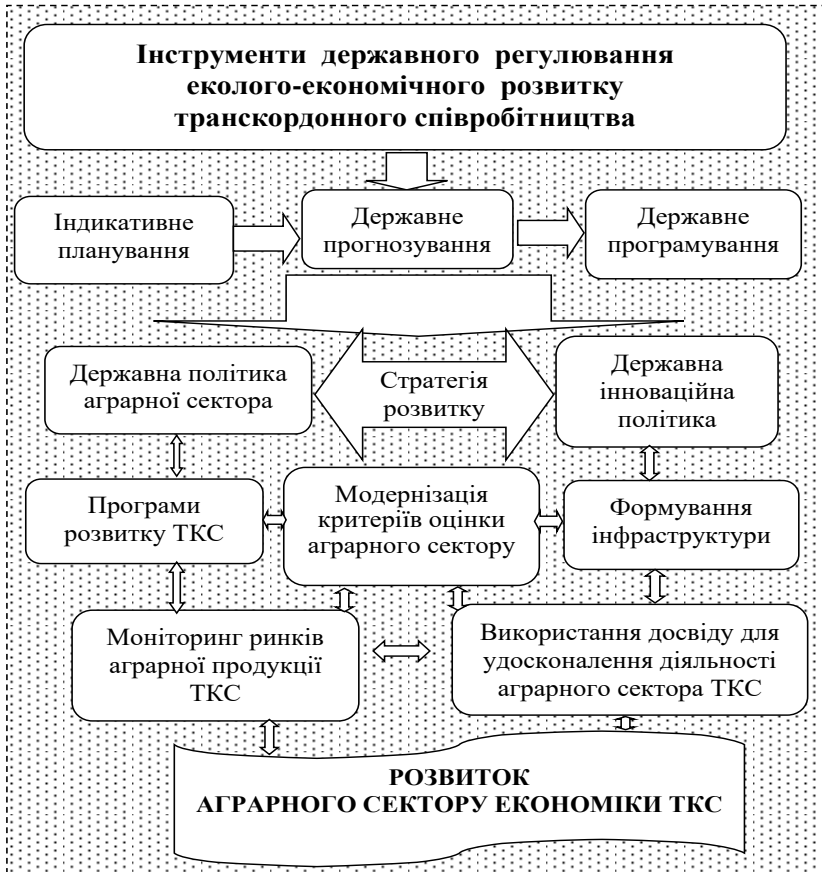 Інструменти державного регулювання
еколого-економічного розвитку
транскордонного співробітництва
Індикативне
планування
Державне
прогнозування
Державне
програмування
Державна політика
аграрної сектора
Стратегія
розвитку
Державна
інноваційна
політика
Програми
розвитку ТКС
Модернізація
критеріїв оцінки
аграрного сектору
Формування
інфраструктури
Моніторинг ринків
аграрної продукції
ТКС
Використання досвіду для
удосконалення діяльності
аграрного сектора ТКС
РОЗВИТОК
АГРАРНОГО СЕКТОРУ ЕКОНОМІКИ ТКС